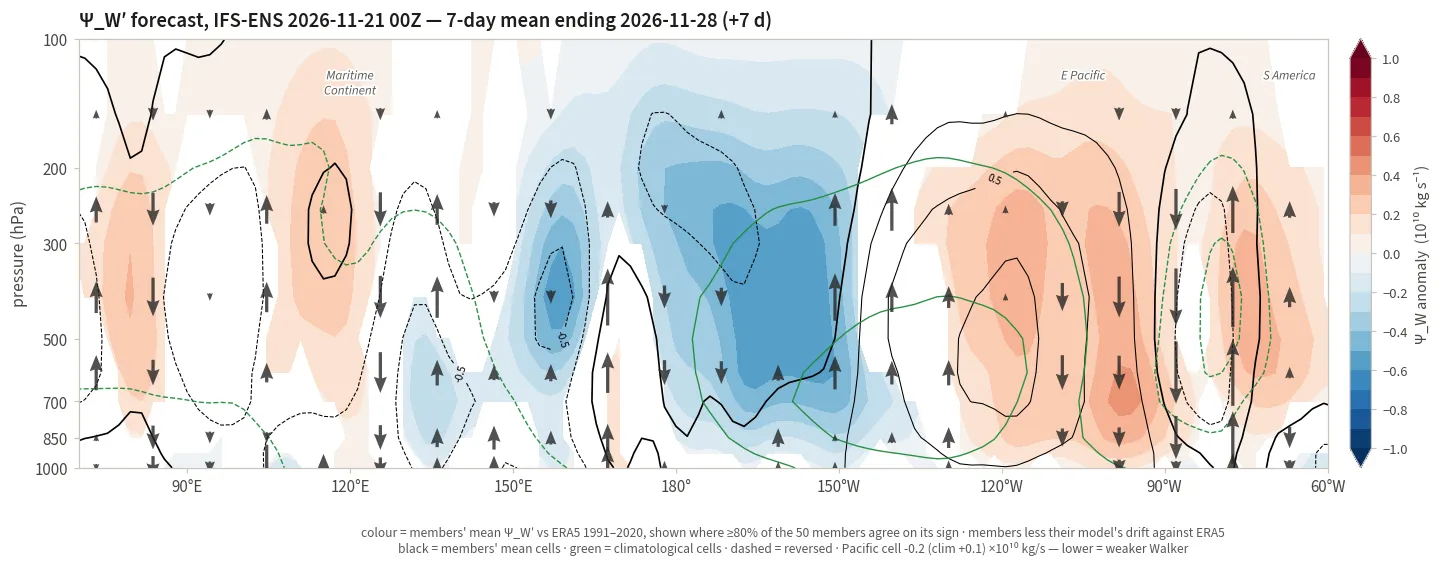 Ψ_W′ forecast, IFS-ENS 2026-11-21 00Z — 7-day mean ending 2026-11-28 (+7 d)
100
200
300
500
700
850
1000
pressure (hPa)
Maritime
Continent
E Pacific
S America
0.5
-0.5
-0.5
90°E
120°E
150°E
180°
150°W
120°W
90°W
60°W
1.0
0.8
0.6
0.4
0.2
0.0
−0.2
−0.4
−0.6
−0.8
−1.0
Ψ_W anomaly (10¹⁰ kg s⁻¹)
colour = members' mean Ψ_W′ vs ERA5 1991–2020, shown where ≥80% of the 50 members agree on its sign · members less their model's drift against ERA5
black = members' mean cells · green = climatological cells · dashed = reversed · Pacific cell -0.2 (clim +0.1) ×10¹⁰ kg/s — lower = weaker Walker